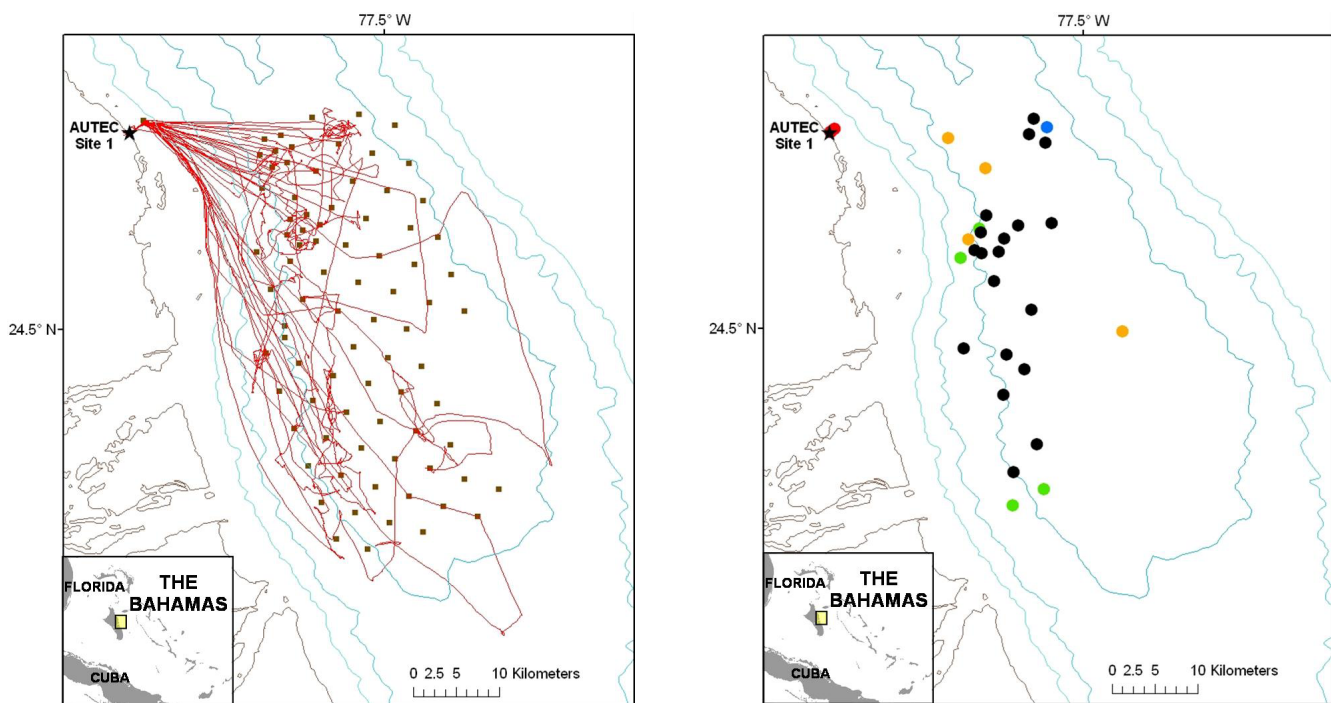 77.5° W
AUTEC
Site 1
24.5° N
FLORIDA
THE
BAHAMAS
CUBA
0 2.5 5 10 Kilometers
77.5° W
AUTEC
Site 1
24.5° N
FLORIDA
THE
BAHAMAS
CUBA
0 2.5 5 10 Kilometers